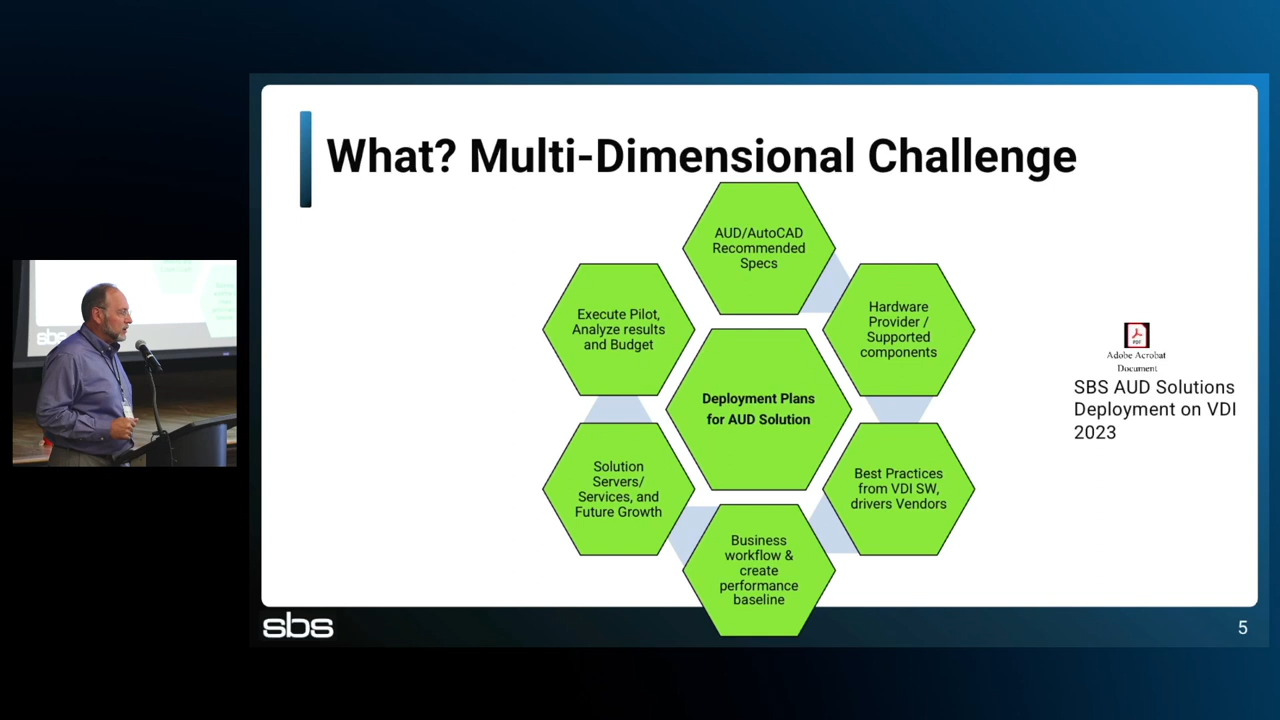 What? Multi-Dimensional Challenge
AUD/AutoCAD
Recommended
Specs
Hardware
Provider /
Supported
components
Best Practices
from VDI SW,
drivers Vendors
Business
workflow &
create
performance
baseline
Solution
Servers/
Services, and
Future Growth
Execute Pilot,
Analyze results
and Budget
Deployment Plans
for AUD Solution
PDF
Adobe Acrobat
Document
SBS AUD Solutions
Deployment on VDI
2023
sbs
5
sbs